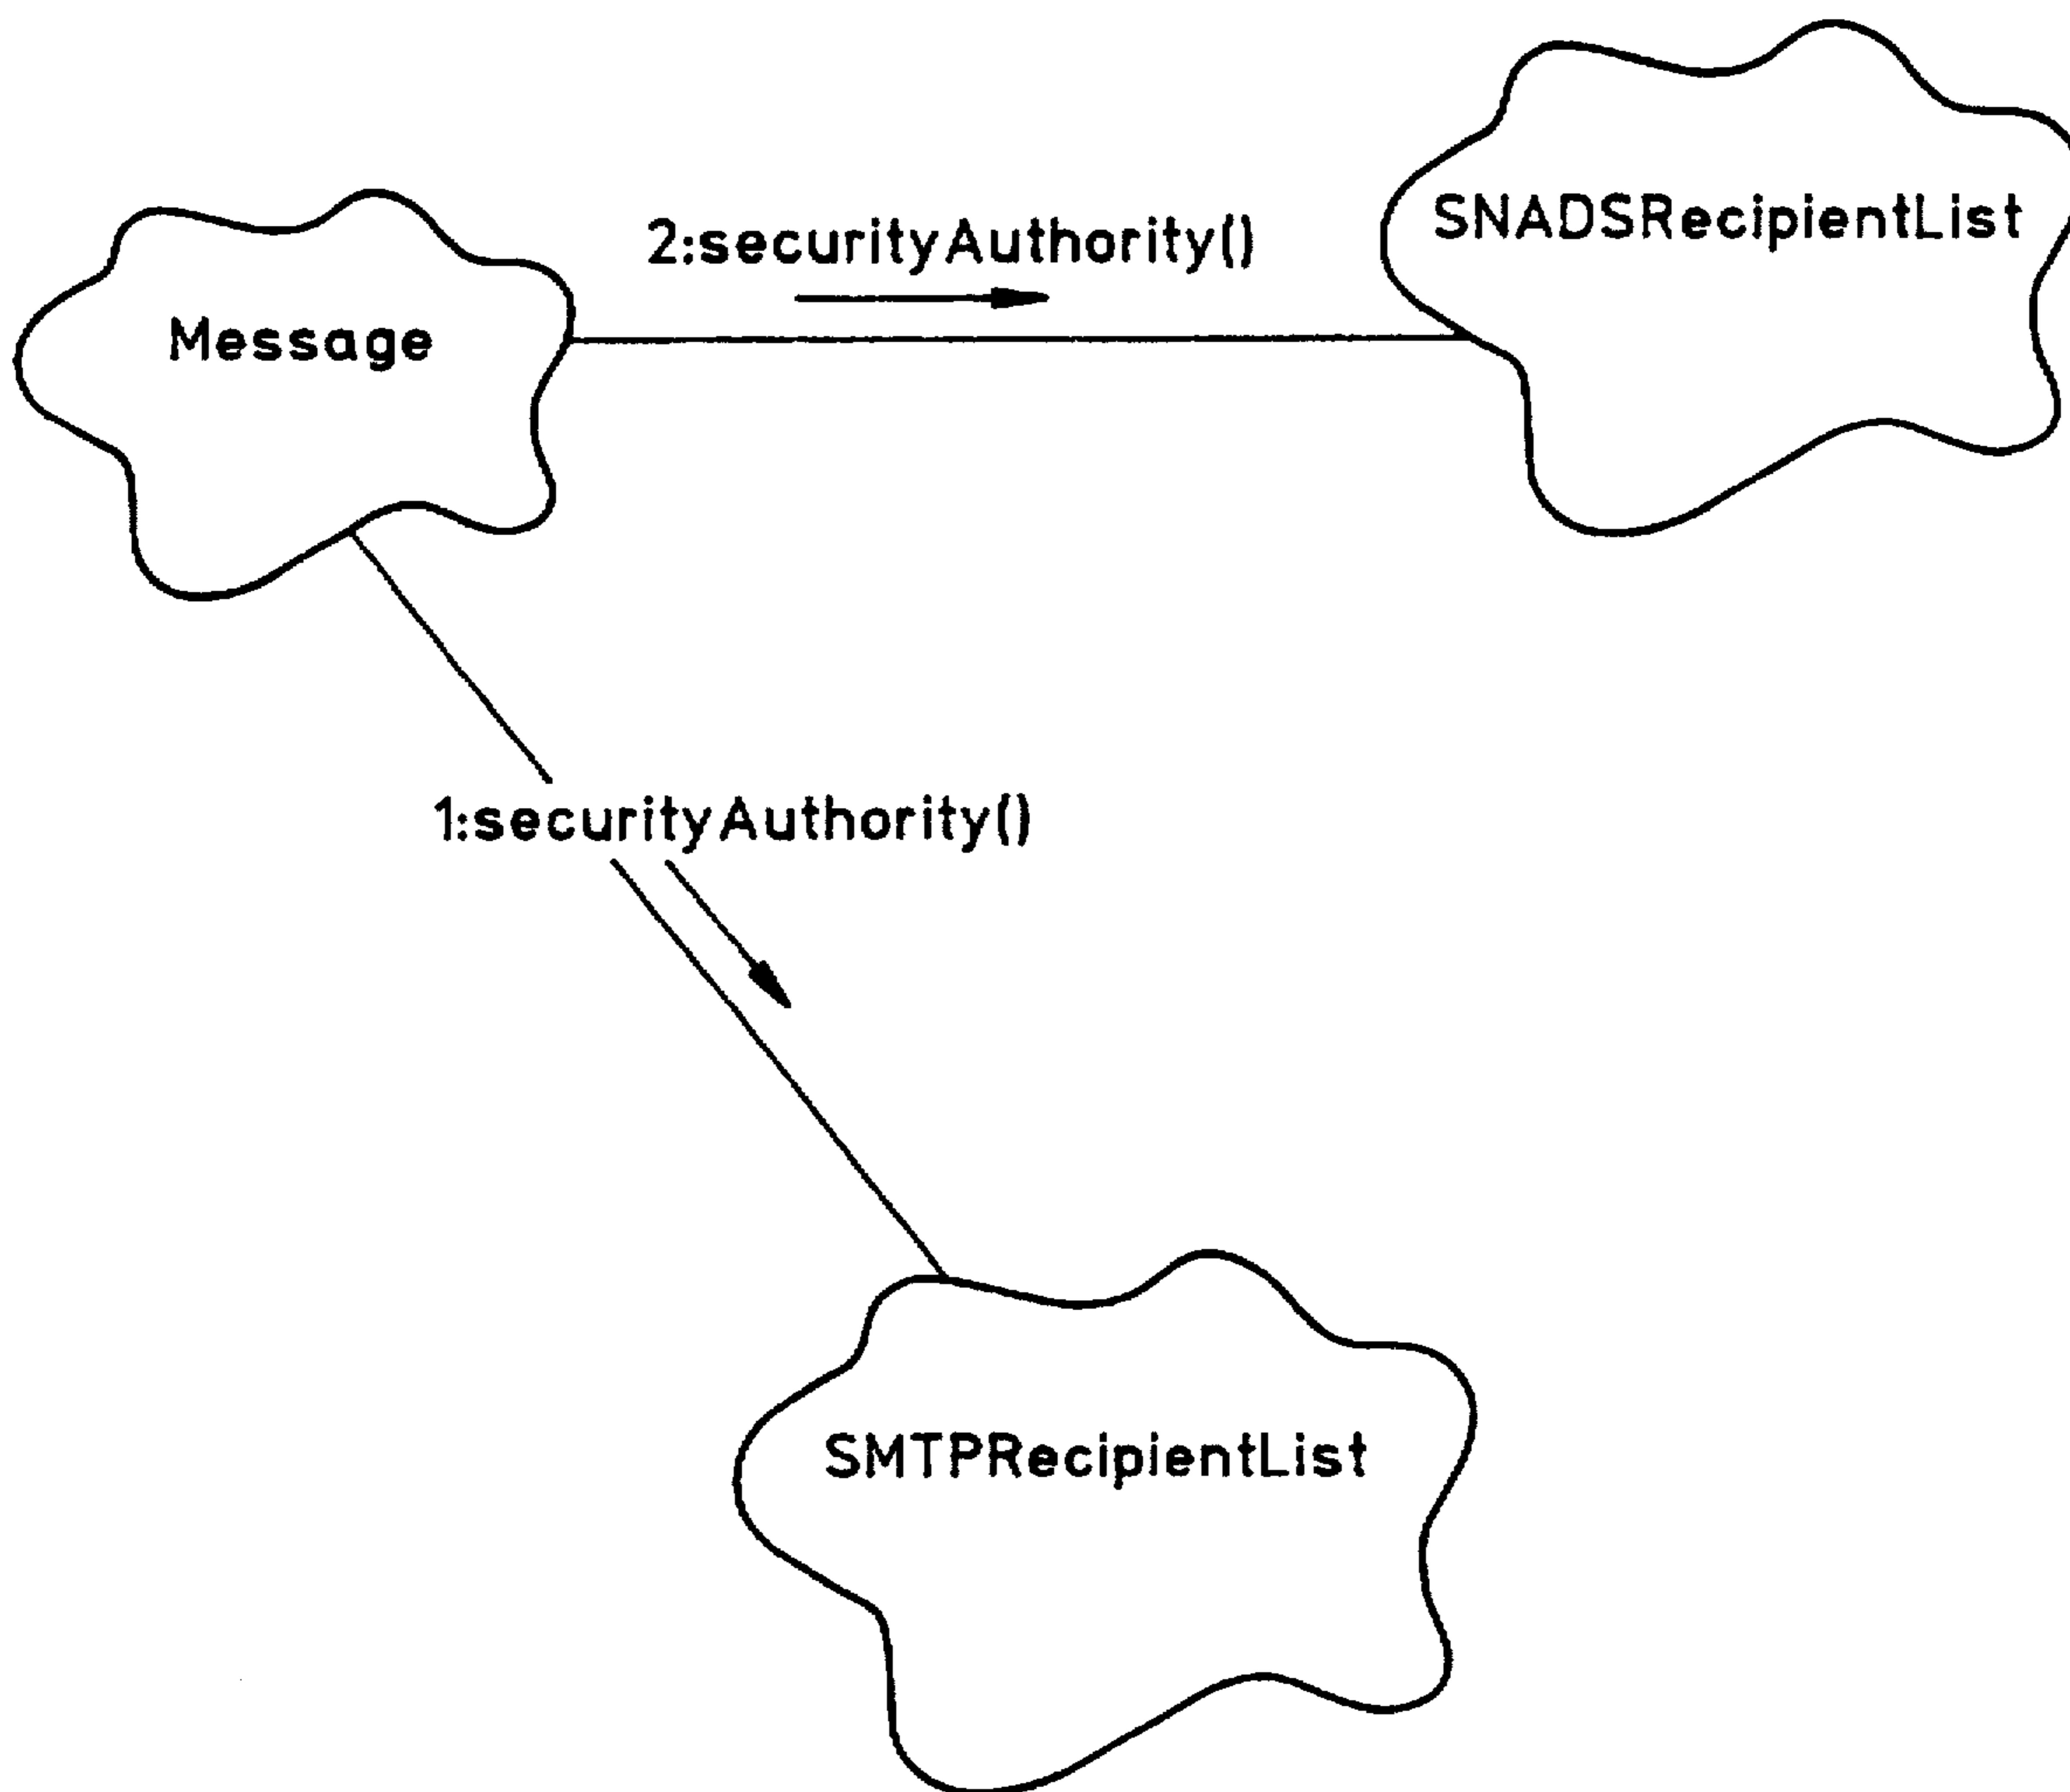 SNADSRecipientList
2:securityAuthority()
Message
1:securityAuthority()
SMTPRecipientList